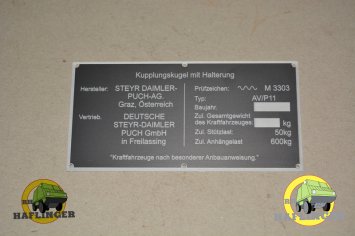 Kupplungskugel mit Halterung
Hersteller: STEYR DAIMLER-
PUCH-AG.
Graz, Österreich
Vertrieb: DEUTSCHE
STEYR-DAIMLER
PUCH GmbH
in Freilassing
Prüfzeichen: M 3303
Typ: AV/P11
Baujahr:
Zul. Gesamtgewicht
des Kraftfahrzeuges: kg
Zul. Stützlast: 50kg
Zul. Anhängelast 600kg
"Kraftfahrzeuge nach besonderer Anbauanweisung."
HAFLINGER
HAFLINGER